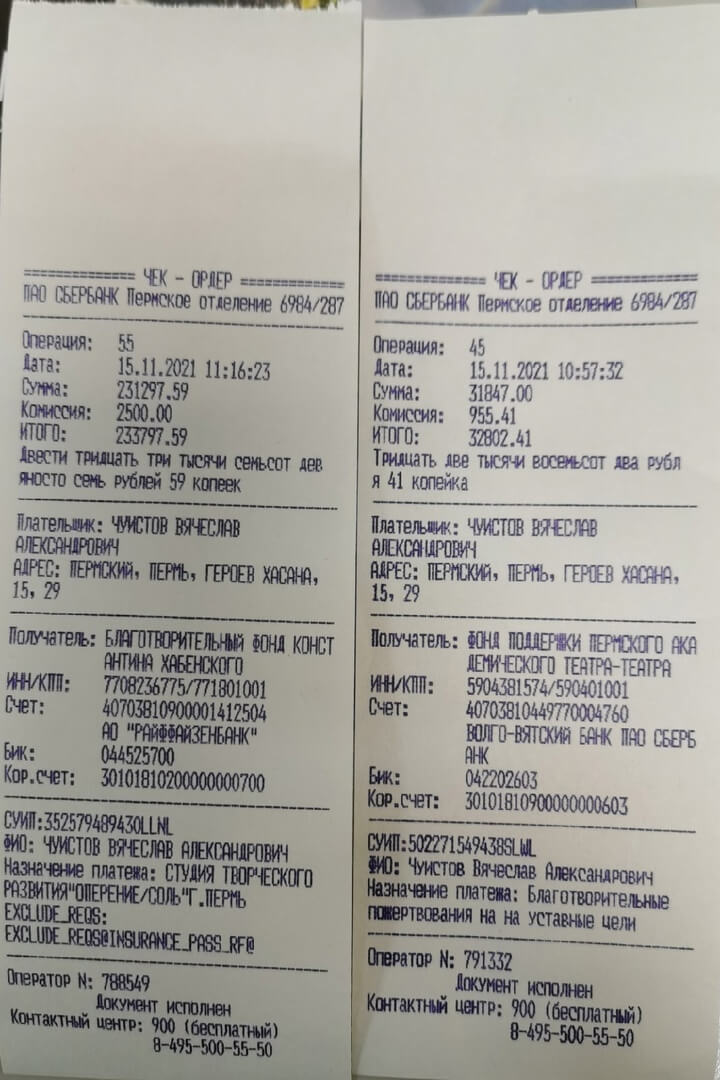 ============== ЧЕК - ОРДЕР ==============
ПАО СБЕРБАНК Пермское отделение 6984/287
Операция: 55
Дата: 15.11.2021 11:16:23
Сумма: 231297.59
Комиссия: 2500.00
ИТОГО: 233797.59
Двести тридцать три тысячи семьсот дев
яносто семь рублей 59 копеек
Плательщик: ЧУИСТОВ ВЯЧЕСЛАВ
АЛЕКСАНДРОВИЧ
АДРЕС: ПЕРМСКИЙ, ПЕРМЬ, ГЕРОЕВ ХАСАНА,
15, 29
Получатель: БЛАГОТВОРИТЕЛЬНЫЙ ФОНД КОНСТ
АНТИНА ХАБЕНСКОГО
ИНН/КПП: 7708236775/771801001
Счет: 40703810900001412504
АО "РАЙФФАЙЗЕНБАНК"
Бик: 044525700
Кор.счет: 30101810200000000700
СУИП:352579489430LLNL
ФИО: ЧУИСТОВ ВЯЧЕСЛАВ АЛЕКСАНДРОВИЧ
Назначение платежа: СТУДИЯ ТВОРЧЕСКОГО
РАЗВИТИЯ"ОПЕРЕНИЕ/СОЛЬ"Г.ПЕРМЬ
EXCLUDE_REQS:
EXCLUDE_REQS@INSURANCE_PASS_RF@
Оператор N: 788549
Документ исполнен
Контактный центр: 900 (бесплатный)
8-495-500-55-50
============== ЧЕК - ОРДЕР ==============
ПАО СБЕРБАНК Пермское отделение 6984/287
Операция: 45
Дата: 15.11.2021 10:57:32
Сумма: 31847.00
Комиссия: 955.41
ИТОГО: 32802.41
Тридцать две тысячи восемьсот два рубл
я 41 копейка
Плательщик: ЧУИСТОВ ВЯЧЕСЛАВ
АЛЕКСАНДРОВИЧ
АДРЕС: ПЕРМСКИЙ, ПЕРМЬ, ГЕРОЕВ ХАСАНА,
15, 29
Получатель: ФОНД ПОДДЕРЖКИ ПЕРМСКОГО АКА
ДЕМИЧЕСКОГО ТЕАТРА-ТЕАТРА
ИНН/КПП: 5904381574/590401001
Счет: 40703810449770004760
ВОЛГО-ВЯТСКИЙ БАНК ПАО СБЕРБ
АНК
Бик: 042202603
Кор.счет: 30101810900000000603
СУИП:502271549438SLWL
ФИО: Чуистов Вячеслав Александрович
Назначение платежа: Благотворительные
пожертвования на на уставные цели
Оператор N: 791332
Документ исполнен
Контактный центр: 900 (бесплатный)
8-495-500-55-50